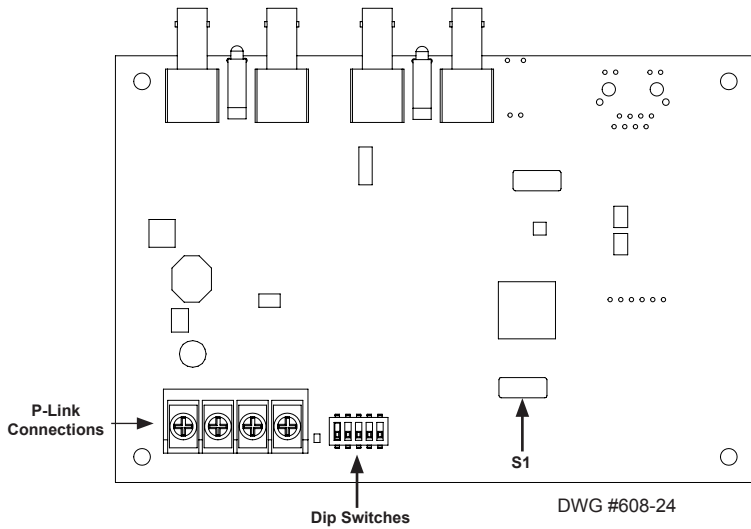 P-Link
Connections
S1
Dip Switches
DWG #608-24